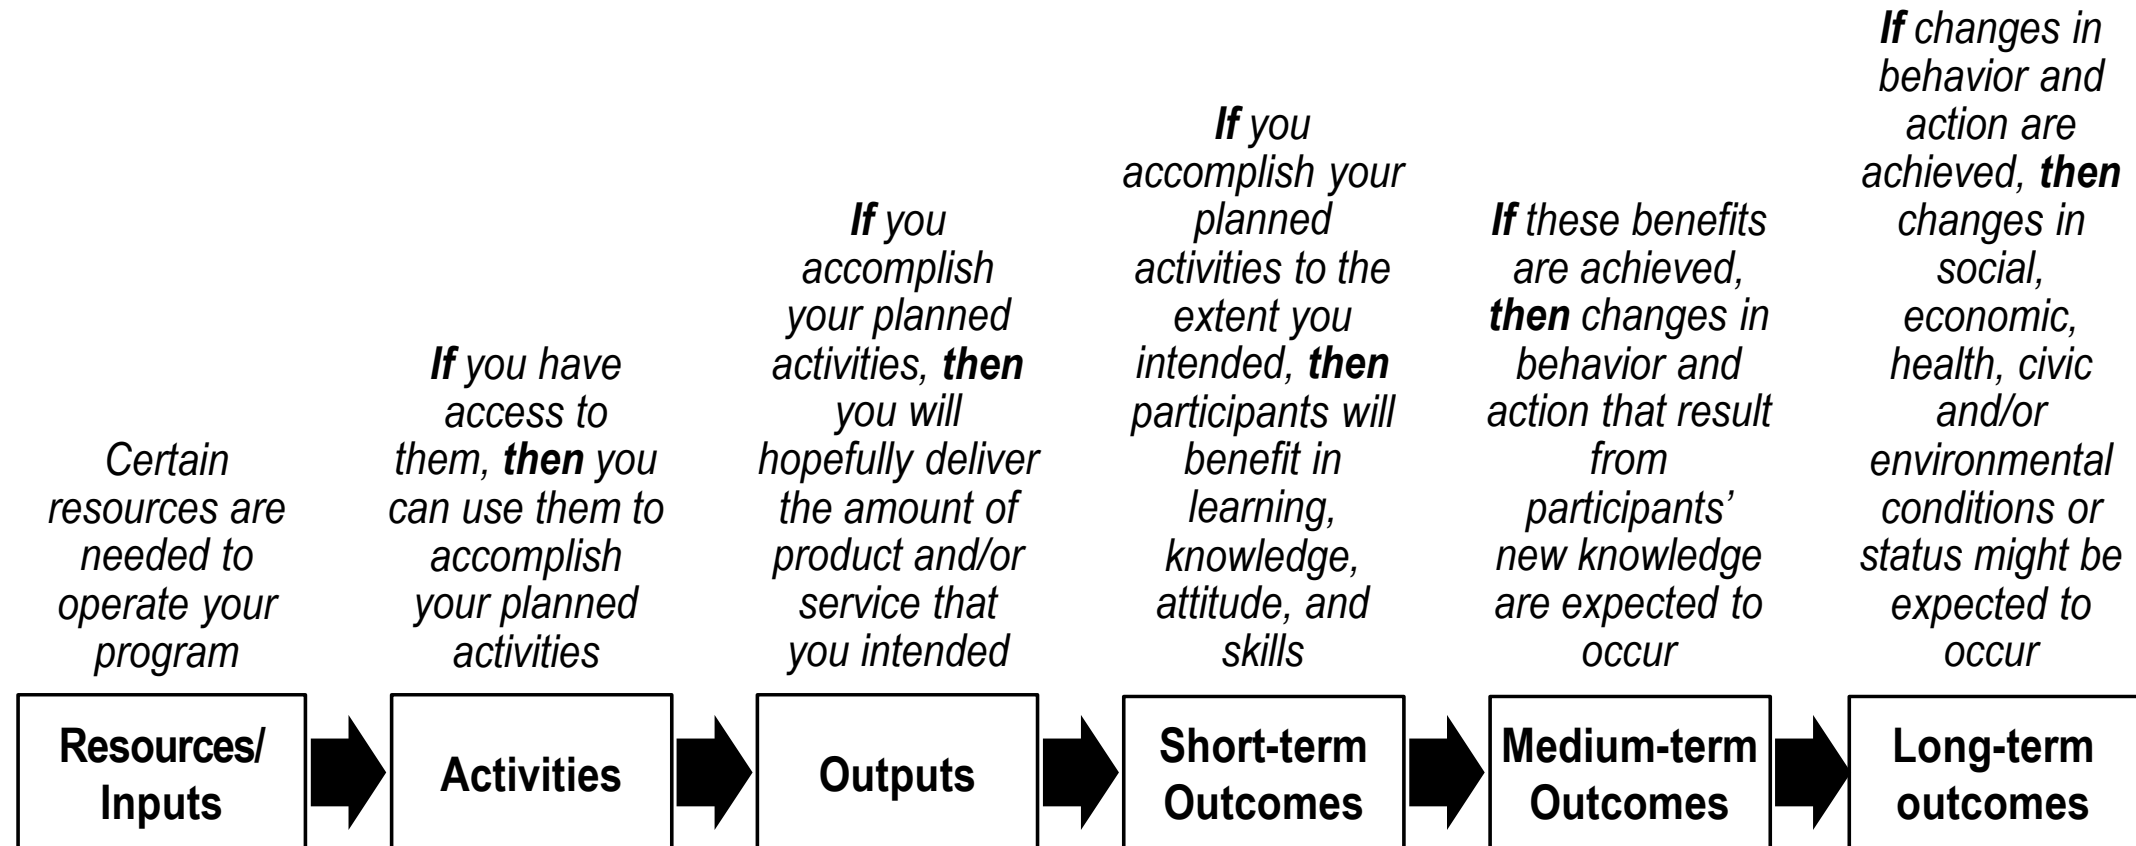 Certain
resources are
needed to
operate your
program
Resources/
Inputs
If you have
access to
them, then you
can use them to
accomplish
your planned
activities
Activities
If you
accomplish
your planned
activities, then
you will
hopefully deliver
the amount of
product and/or
service that
you intended
Outputs
If you
accomplish your
planned
activities to the
extent you
intended, then
participants will
benefit in
learning,
knowledge,
attitude, and
skills
Short-term
Outcomes
If these benefits
are achieved,
then changes in
behavior and
action that result
from
participants’
new knowledge
are expected to
occur
Medium-term
Outcomes
If changes in
behavior and
action are
achieved, then
changes in
social,
economic,
health, civic
and/or
environmental
conditions or
status might be
expected to
occur
Long-term
outcomes